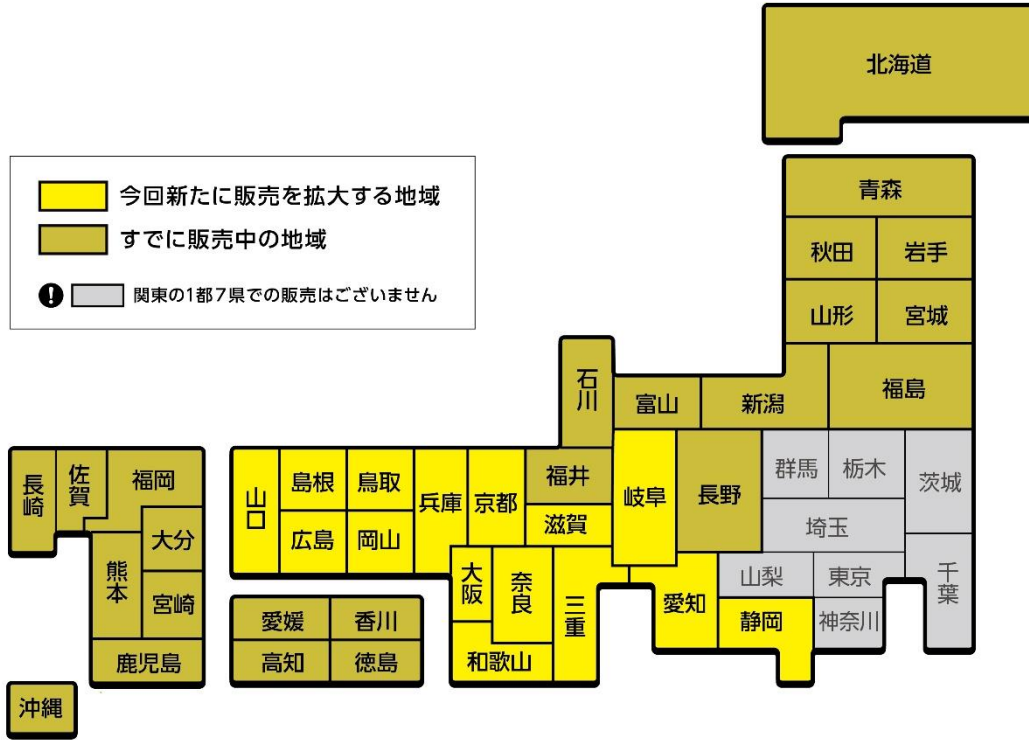 北海道
今回新たに販売を拡大する地域
すでに販売中の地域
! 関東の1都7県での販売はございません
青森
秋田
岩手
山形
宮城
石川
富山
新潟
福島
長崎
佐賀
福岡
大分
熊本
宮崎
鹿児島
沖縄
山口
島根
鳥取
広島
岡山
兵庫
京都
福井
滋賀
岐阜
長野
群馬
栃木
茨城
埼玉
山梨
東京
千葉
神奈川
大阪
奈良
三重
愛知
静岡
和歌山
愛媛
香川
高知
徳島